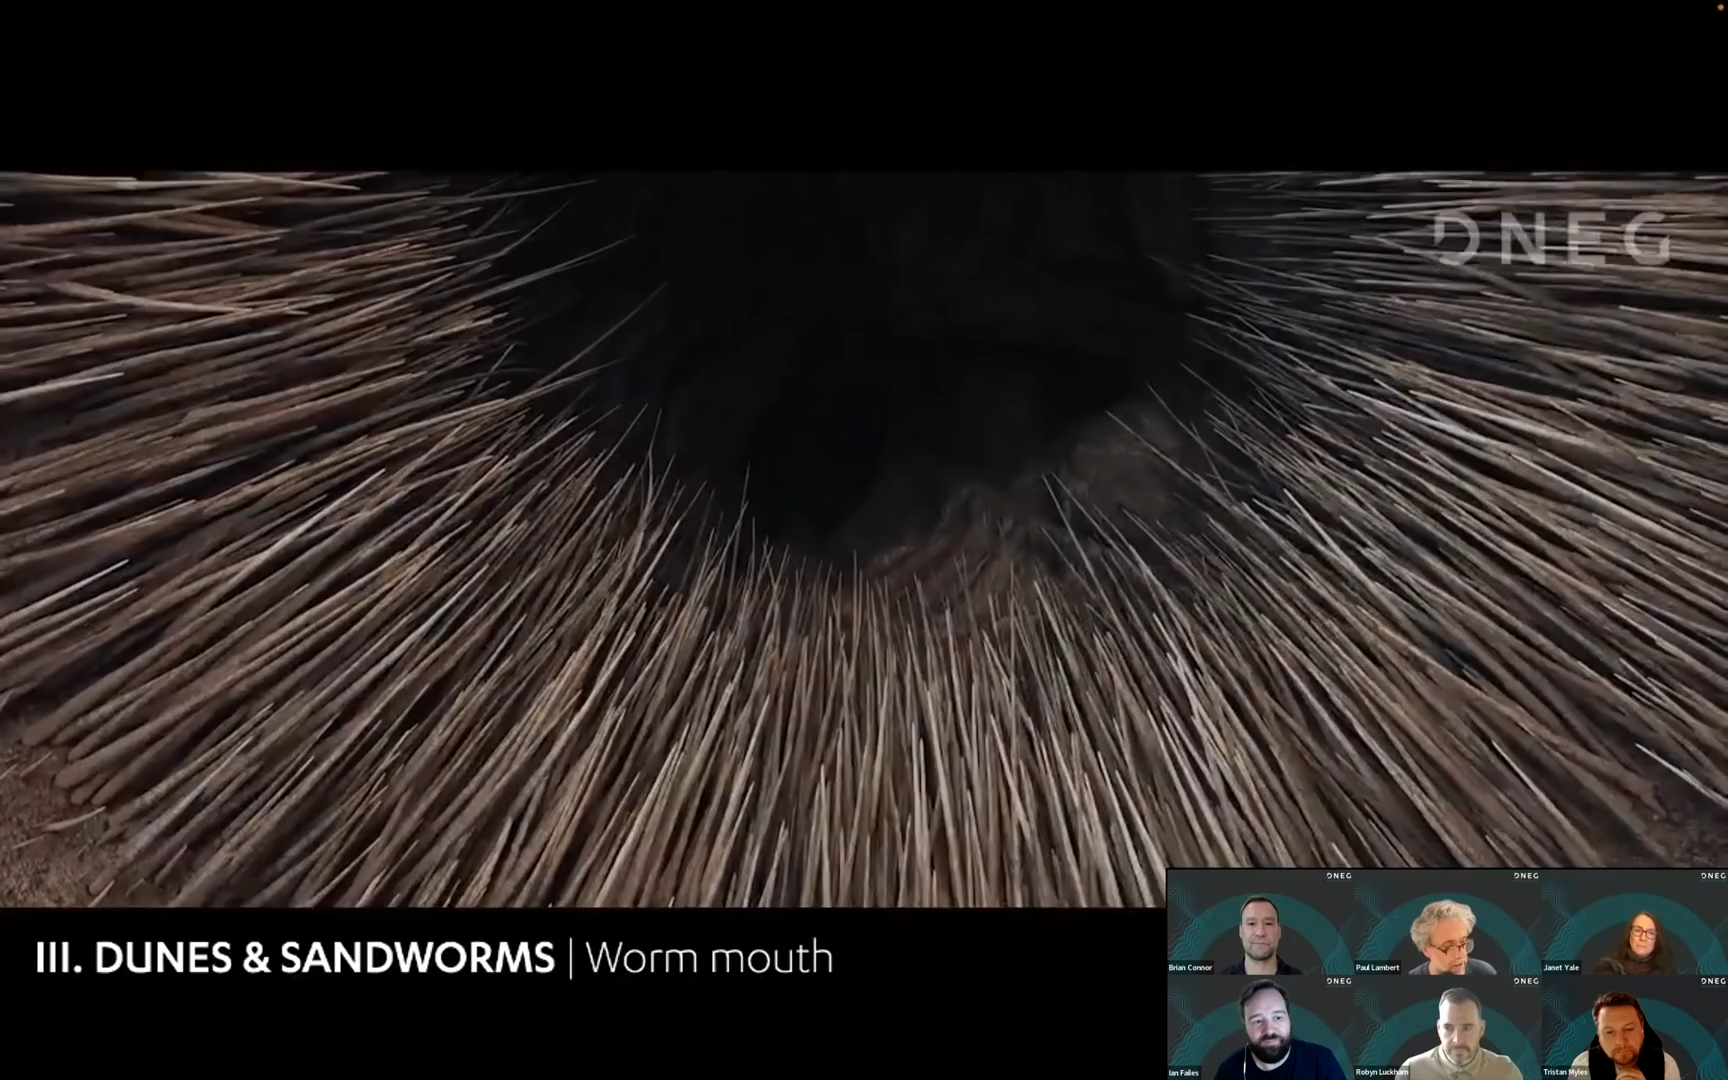 DNEG
III. DUNES & SANDWORMS | Worm mouth
DNEG
DNEG
DNEG
Brian Connor
Paul Lambert
Janet Yale
DNEG
DNEG
DNEG
Ian Failes
Robyn Luckham
Tristan Myles